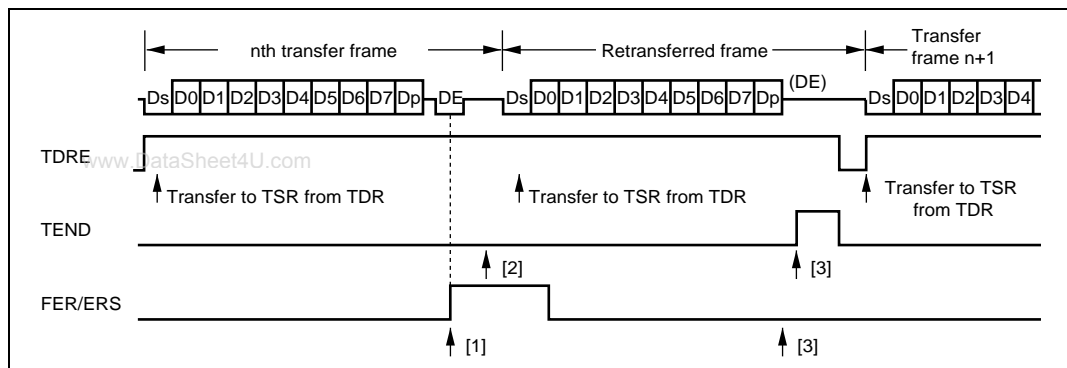 nth transfer frame Retransferred frame Transfer frame n+1
Ds D0 D1 D2 D3 D4 D5 D6 D7 Dp DE Ds D0 D1 D2 D3 D4 D5 D6 D7 Dp (DE) Ds D0 D1 D2 D3 D4
TDRE
www.DataSheet4U.com
Transfer to TSR from TDR Transfer to TSR from TDR Transfer to TSR from TDR
TEND
[2] [3]
FER/ERS
[1] [3]